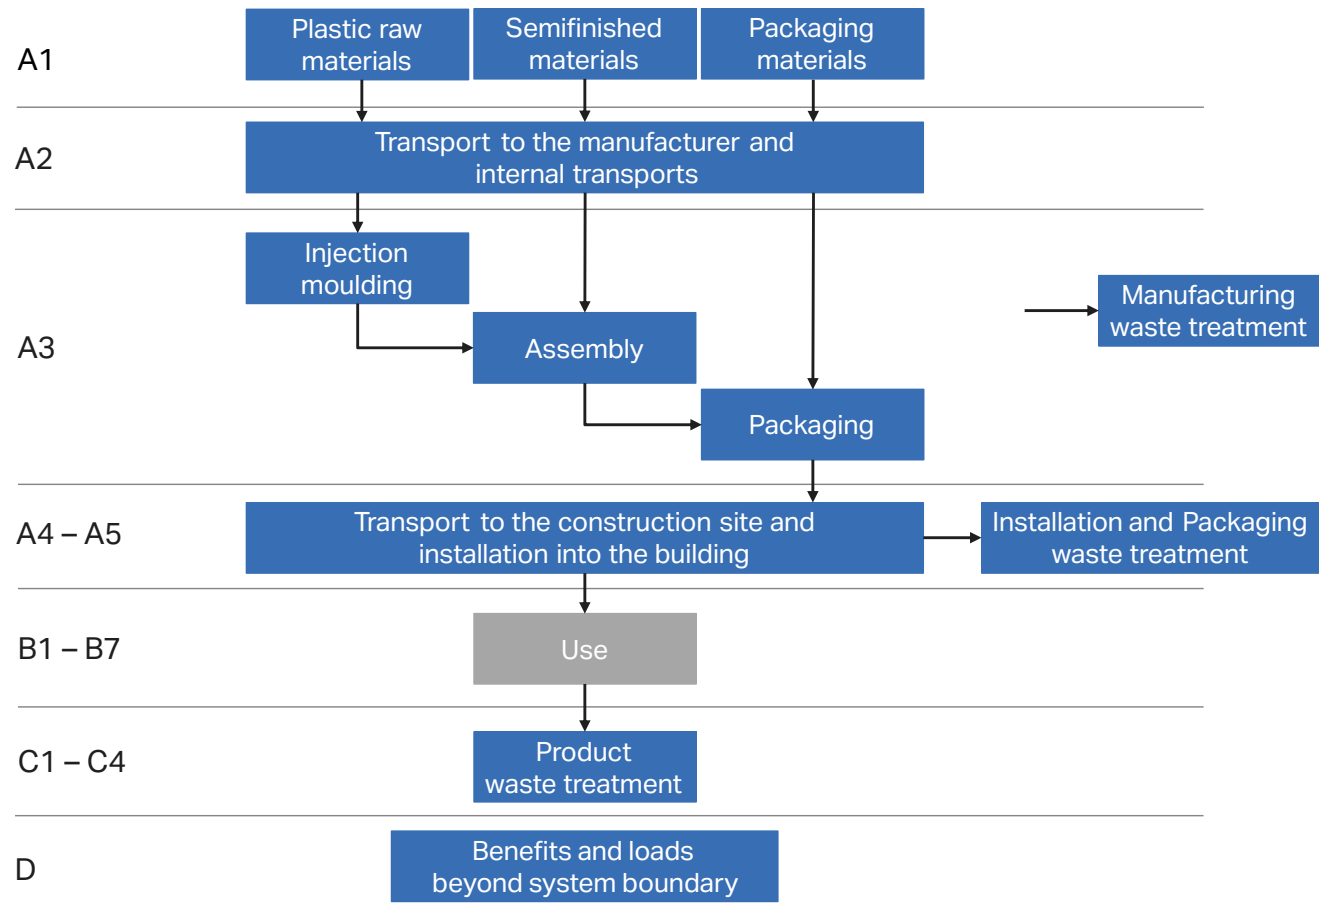 A1
Plastic raw
materials
Semifinished
materials
Packaging
materials
A2
Transport to the manufacturer and
internal transports
A3
Injection
moulding
Assembly
Packaging
Manufacturing
waste treatment
A4 – A5
Transport to the construction site and
installation into the building
Installation and Packaging
waste treatment
B1 – B7
Use
C1 – C4
Product
waste treatment
D
Benefits and loads
beyond system boundary